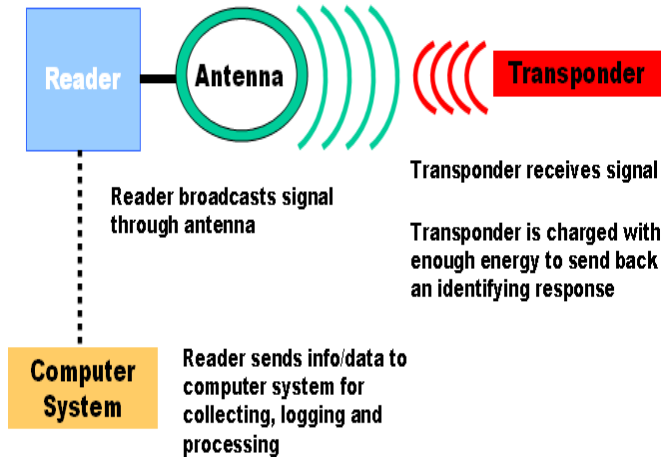 Reader
Antenna
Transponder
Reader broadcasts signal
through antenna
Transponder receives signal
Transponder is charged with
enough energy to send back
an identifying response
Computer
System
Reader sends info/data to
computer system for
collecting, logging and
processing